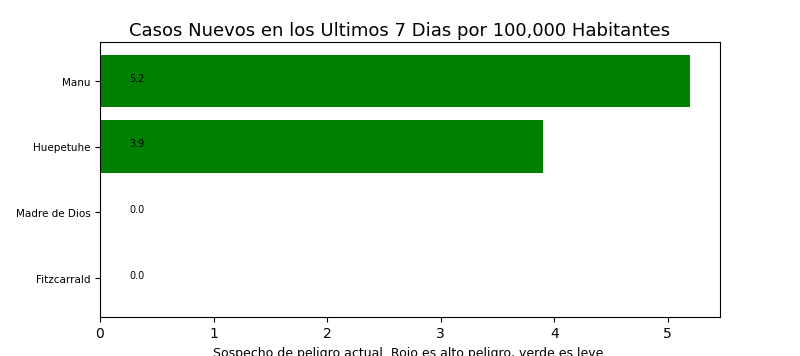 Casos Nuevos en los Ultimos 7 Dias por 100,000 Habitantes
Manu
5.2
Huepetuhe
3.9
Madre de Dios
0.0
Fitzcarrald
0.0
0 1 2 3 4 5
Sospecho de peligro actual. Rojo es alto peligro, verde es leve